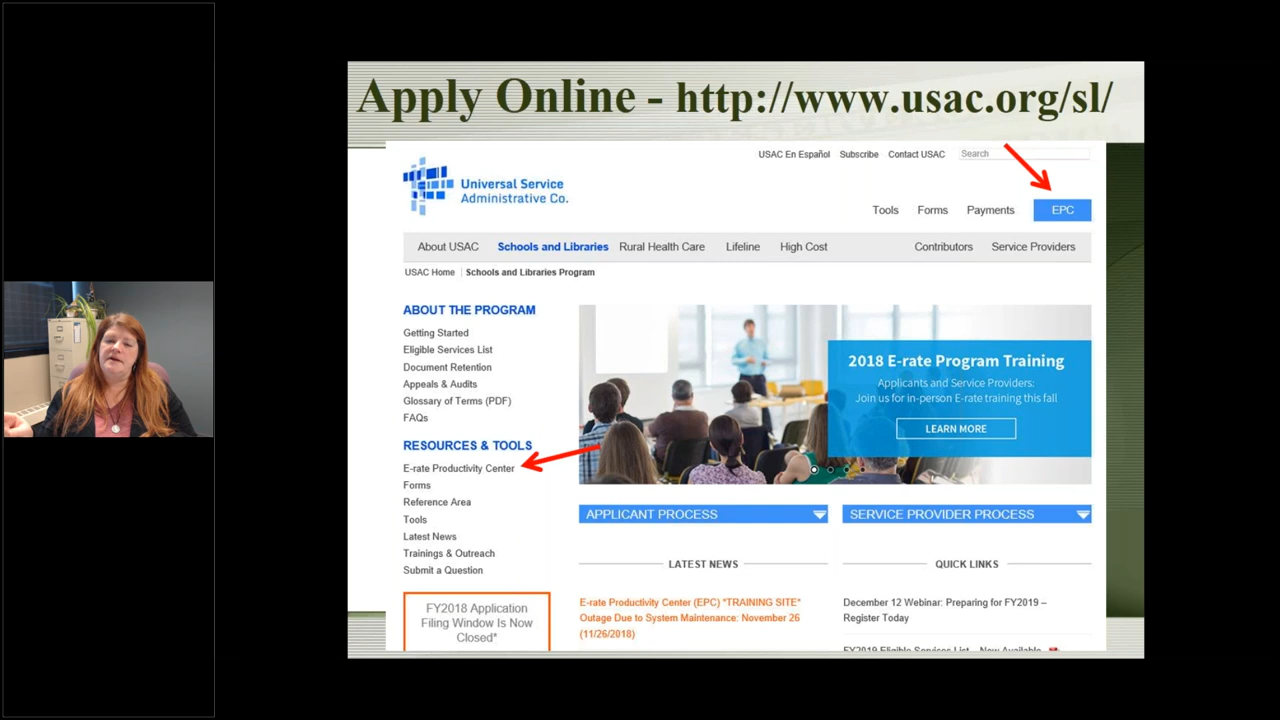 Apply Online - http://www.usac.org/sl/
USAC En Español Subscribe Contact USAC Search
Universal Service
Administrative Co.
Tools Forms Payments EPC
About USAC Schools and Libraries Rural Health Care Lifeline High Cost Contributors Service Providers
USAC Home Schools and Libraries Program
ABOUT THE PROGRAM
Getting Started
Eligible Services List
Document Retention
Appeals & Audits
Glossary of Terms (PDF)
FAQs
RESOURCES & TOOLS
E-rate Productivity Center
Forms
Reference Area
Tools
Latest News
Trainings & Outreach
Submit a Question
FY2018 Application
Filing Window Is Now
Closed*
2018 E-rate Program Training
Applicants and Service Providers:
Join us for in-person E-rate training this fall
LEARN MORE
APPLICANT PROCESS
SERVICE PROVIDER PROCESS
LATEST NEWS
E-rate Productivity Center (EPC) *TRAINING SITE*
Outage Due to System Maintenance: November 26
(11/26/2018)
QUICK LINKS
December 12 Webinar: Preparing for FY2019 –
Register Today
FY2019 Eligible Services List – Now Available